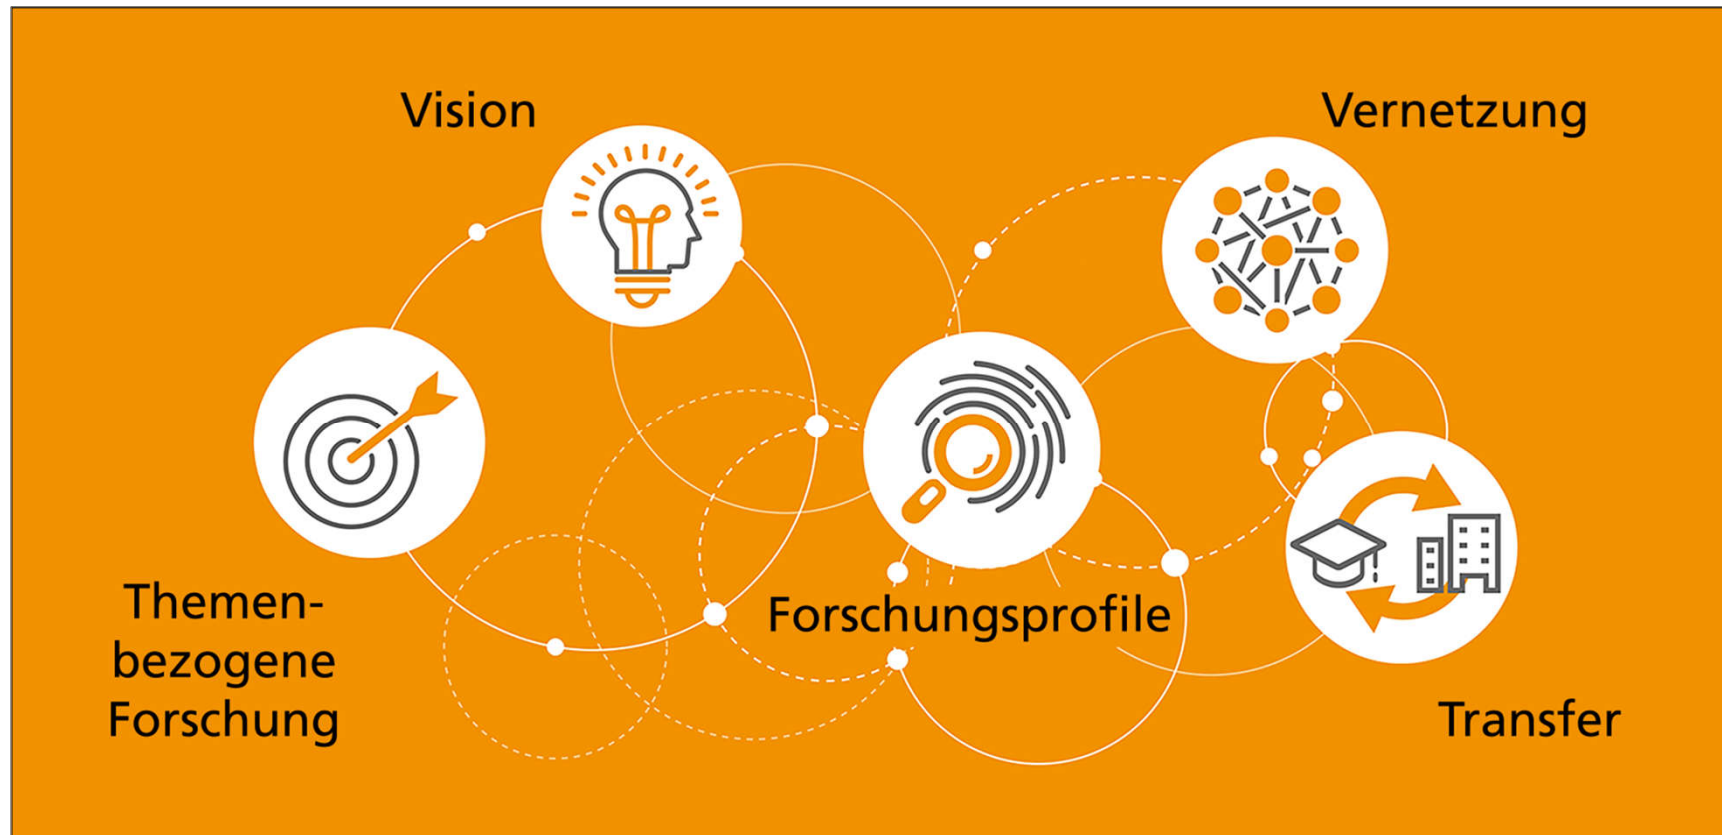 Vision
Vernetzung
Themen-
bezogene
Forschung
Forschungsprofile
Transfer